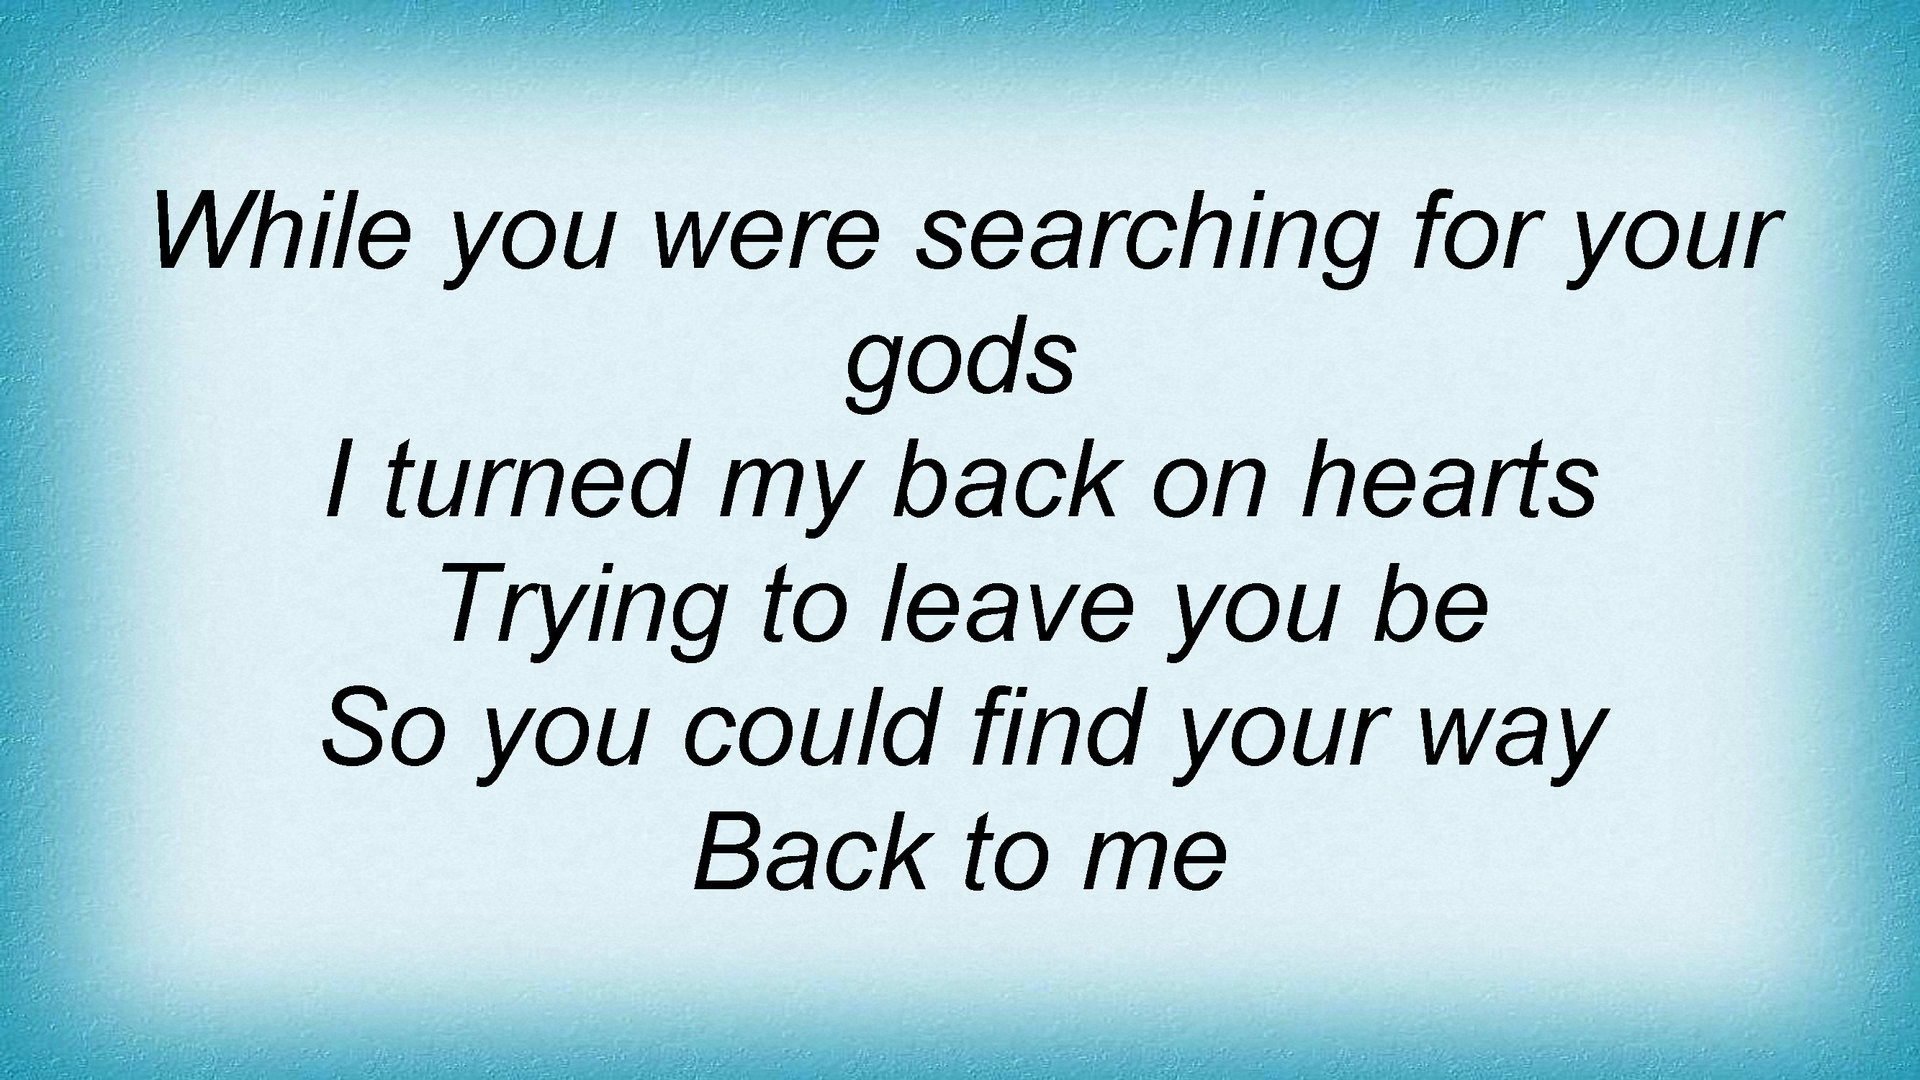 While you were searching for your
gods
I turned my back on hearts
Trying to leave you be
So you could find your way
Back to me